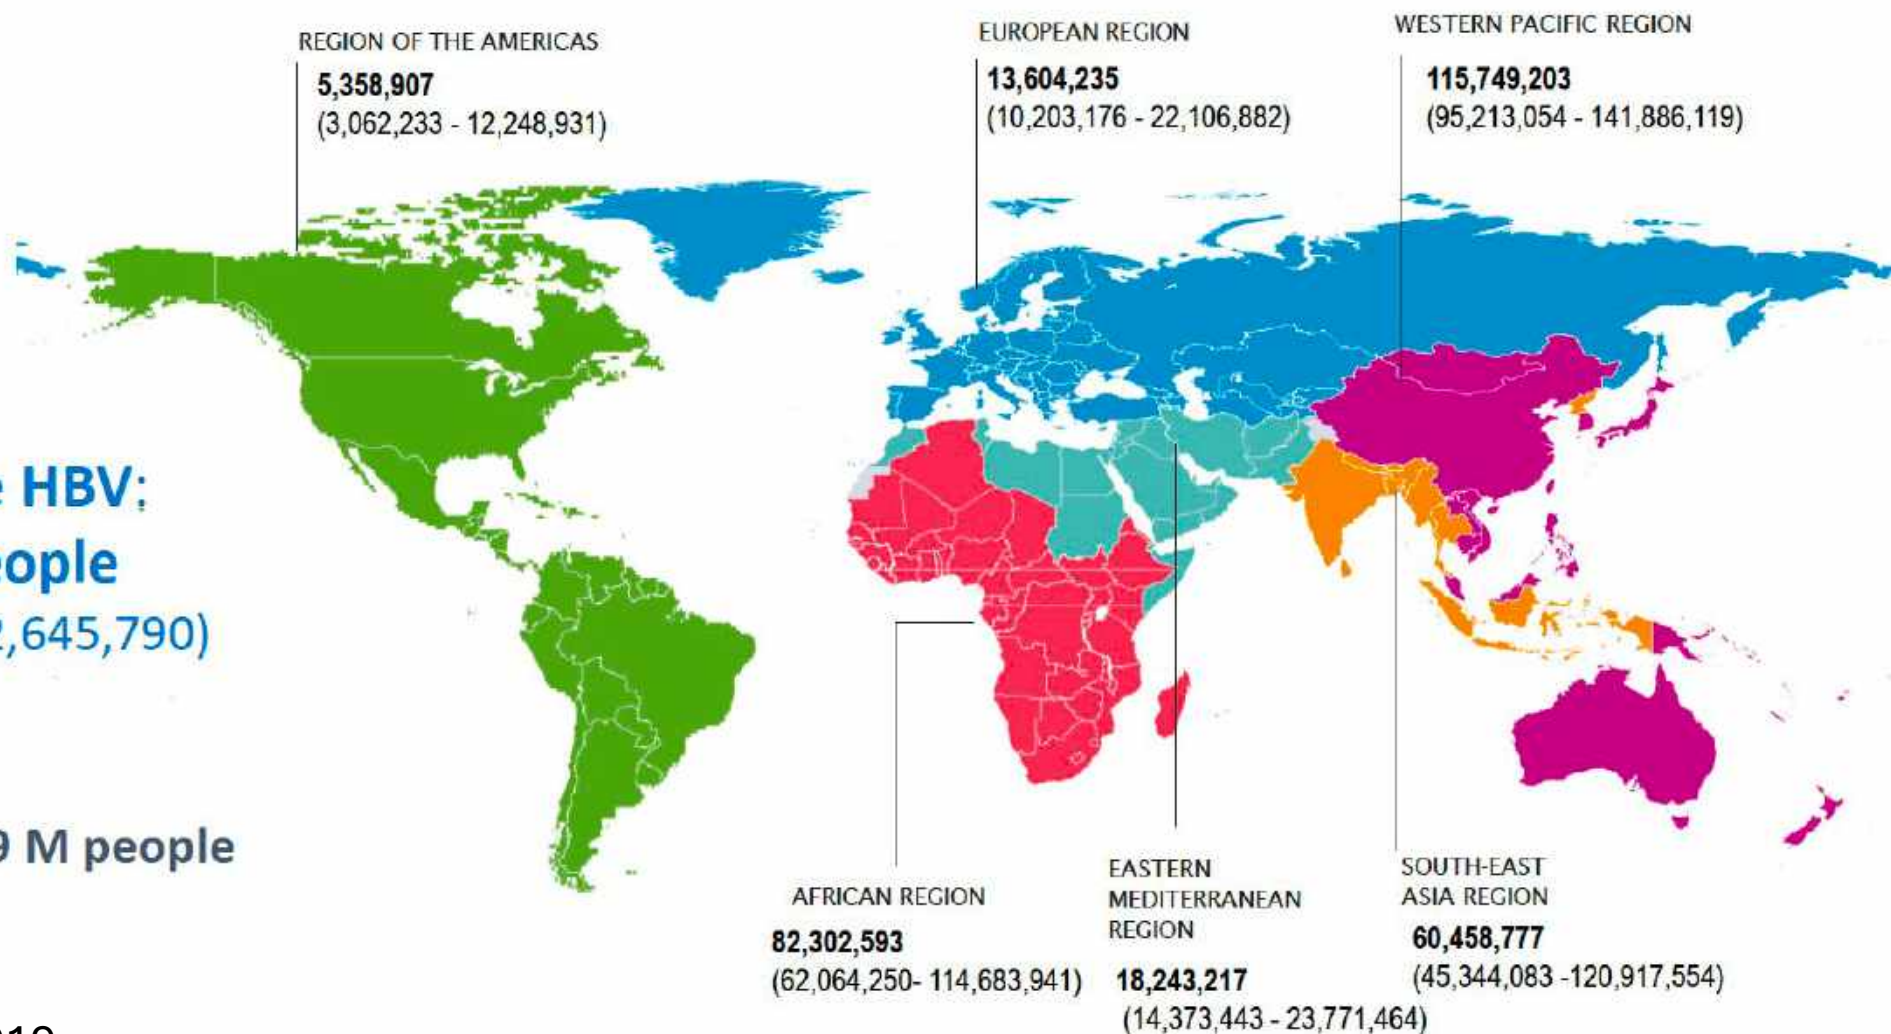 REGION OF THE AMERICAS
5,358,907
(3,062,233 - 12,248,931)
EUROPEAN REGION
13,604,235
(10,203,176 - 22,106,882)
WESTERN PACIFIC REGION
115,749,203
(95,213,054 - 141,886,119)
e HBV:
eople
2,645,790)
9 M people
AFRICAN REGION
82,302,593
(62,064,250- 114,683,941)
EASTERN
MEDITERRANEAN
REGION
18,243,217
(14,373,443 - 23,771,464)
SOUTH-EAST
ASIA REGION
60,458,777
(45,344,083 -120,917,554)